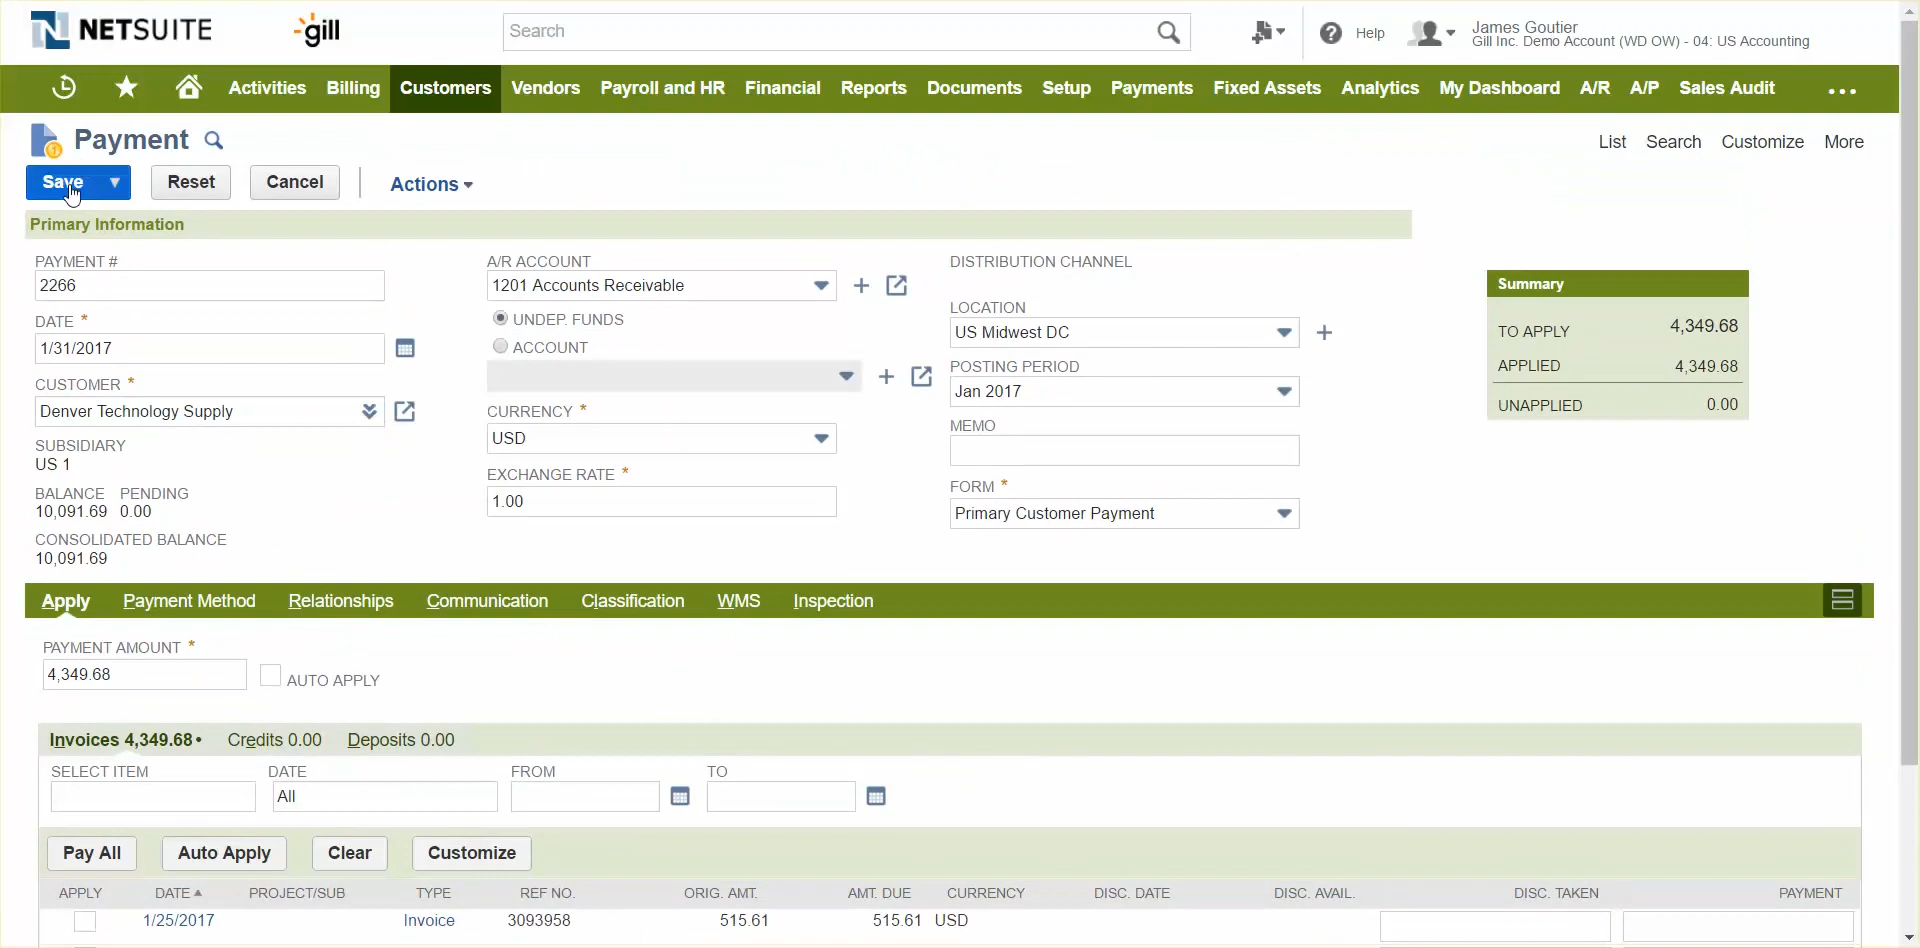 NETSUITE
gill
Search
Help
James Goutier
Gill Inc. Demo Account (WD OW) - 04: US Accounting
Activities Billing Customers Vendors Payroll and HR Financial Reports Documents Setup Payments Fixed Assets Analytics My Dashboard A/R A/P Sales Audit ...
Payment
List Search Customize More
Save Reset Cancel Actions
Primary Information
PAYMENT #
2266
DATE *
1/31/2017
CUSTOMER *
Denver Technology Supply
SUBSIDIARY
US 1
BALANCE PENDING
10,091.69 0.00
CONSOLIDATED BALANCE
10,091.69
A/R ACCOUNT
1201 Accounts Receivable
UNDEP. FUNDS
ACCOUNT
CURRENCY *
USD
EXCHANGE RATE *
1.00
DISTRIBUTION CHANNEL
LOCATION
US Midwest DC
POSTING PERIOD
Jan 2017
MEMO
FORM *
Primary Customer Payment
Summary
TO APPLY 4,349.68
APPLIED 4,349.68
UNAPPLIED 0.00
Apply Payment Method Relationships Communication Classification WMS Inspection
PAYMENT AMOUNT *
4,349.68
AUTO APPLY
Invoices 4,349.68• Credits 0.00 Deposits 0.00
SELECT ITEM DATE FROM TO
All
Pay All Auto Apply Clear Customize
APPLY DATE PROJECT/SUB TYPE REF NO. ORIG. AMT. AMT. DUE CURRENCY DISC. DATE DISC. AVAIL. DISC. TAKEN PAYMENT
1/25/2017 Invoice 3093958 515.61 515.61 USD